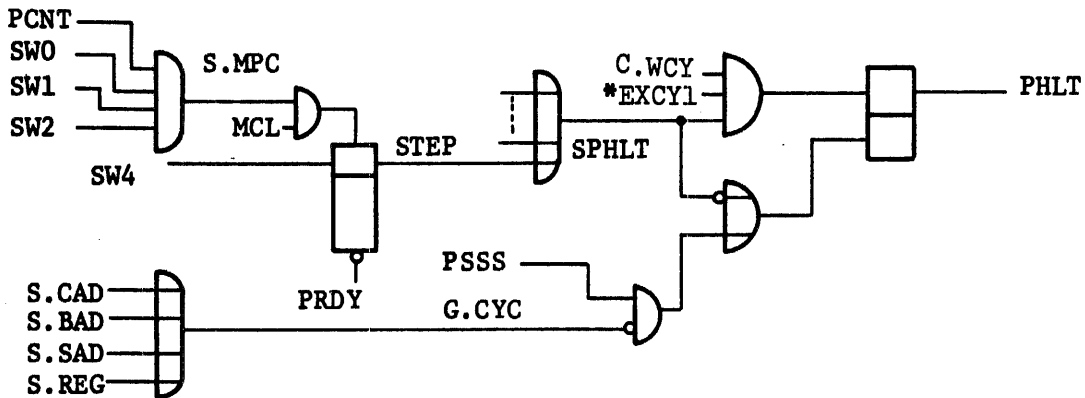 PCNT
SW0
SW1
SW2
S.MPC
MCL
SW4
STEP
SPHLT
C.WCY
*EXCY1
PHLT
PRDY
PSSS
G.CYC
S.CAD
S.BAD
S.SAD
S.REG